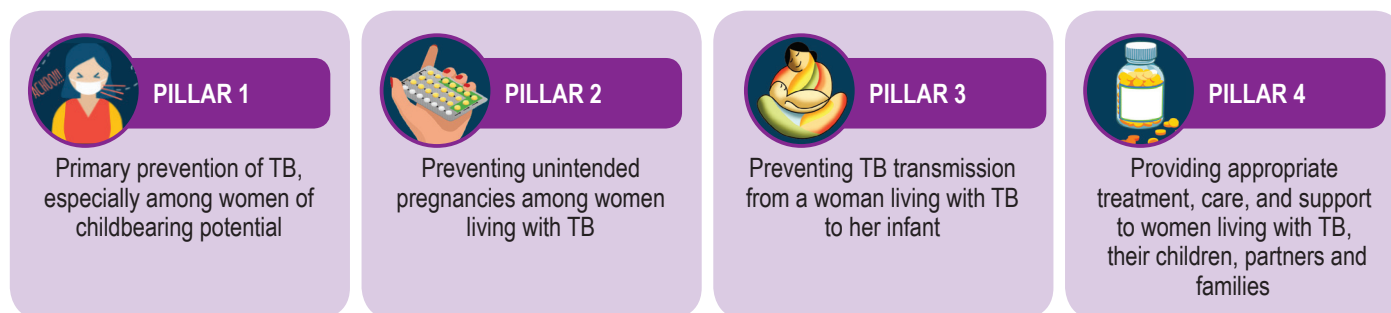 ACHOO!!!
PILLAR 1
Primary prevention of TB,
especially among women of
childbearing potential
PILLAR 2
Preventing unintended
pregnancies among women
living with TB
PILLAR 3
Preventing TB transmission
from a woman living with TB
to her infant
PILLAR 4
Providing appropriate
treatment, care, and support
to women living with TB,
their children, partners and
families